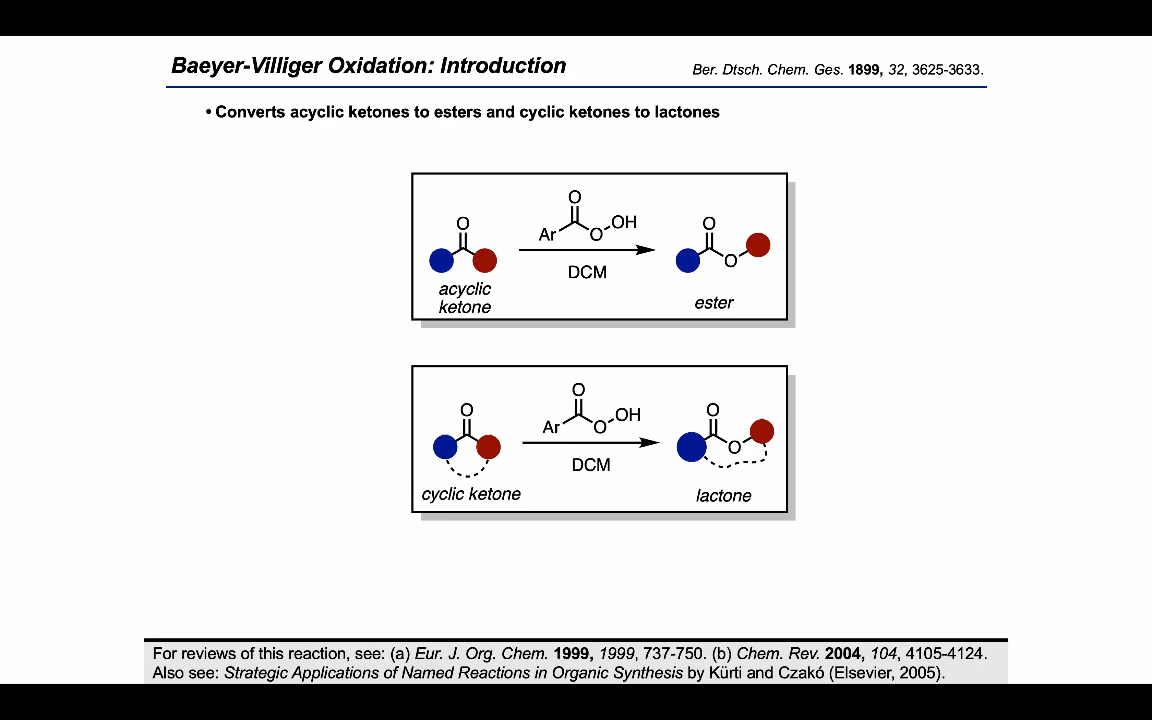 Baeyer-Villiger Oxidation: Introduction
Ber. Dtsch. Chem. Ges. 1899, 32, 3625-3633.
• Converts acyclic ketones to esters and cyclic ketones to lactones
O
O
Ar
O
OH
DCM
acyclic
ketone
O
O
ester
O
O
Ar
O
OH
DCM
cyclic ketone
O
O
lactone
For reviews of this reaction, see: (a) Eur. J. Org. Chem. 1999, 1999, 737-750. (b) Chem. Rev. 2004, 104, 4105-4124.
Also see: Strategic Applications of Named Reactions in Organic Synthesis by Kürti and Czakó (Elsevier, 2005).